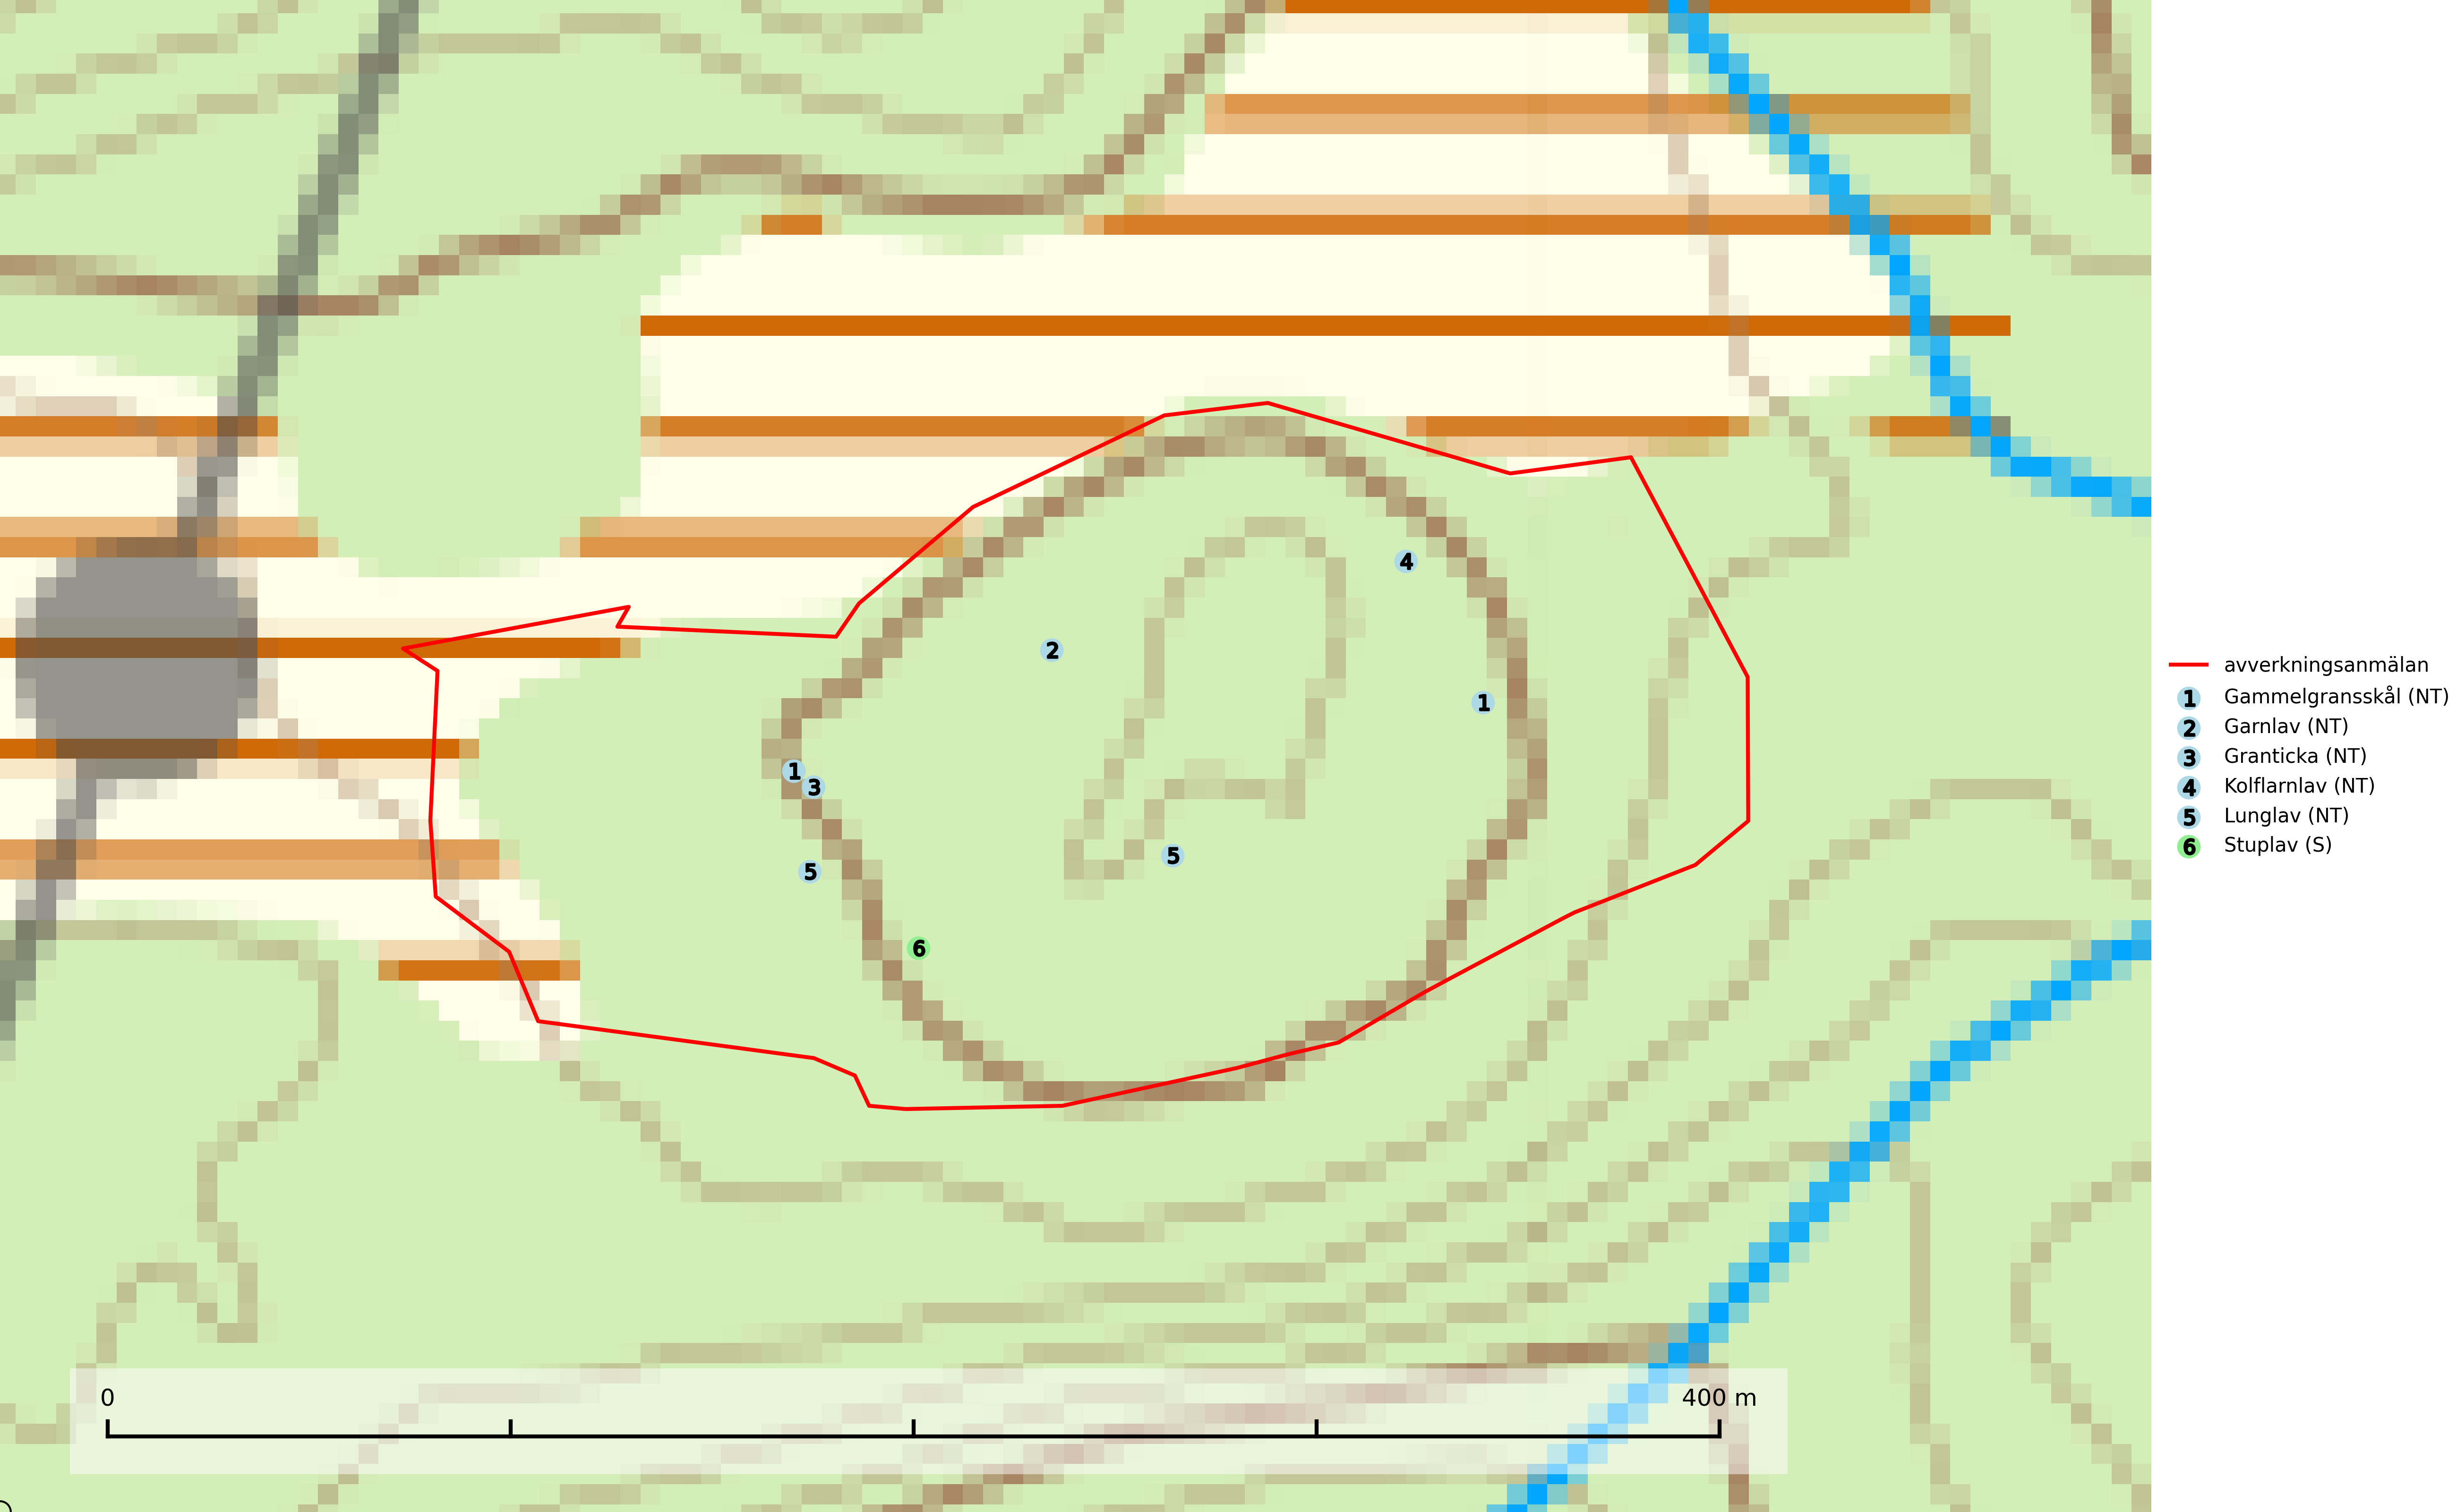 4
2
1
1
3
5
5
6
avverkningsanmälan
1 Gammelgransskål (NT)
2 Garnlav (NT)
3 Granticka (NT)
4 Kolflarnlav (NT)
5 Lunglav (NT)
6 Stuplav (S)
0 400 m